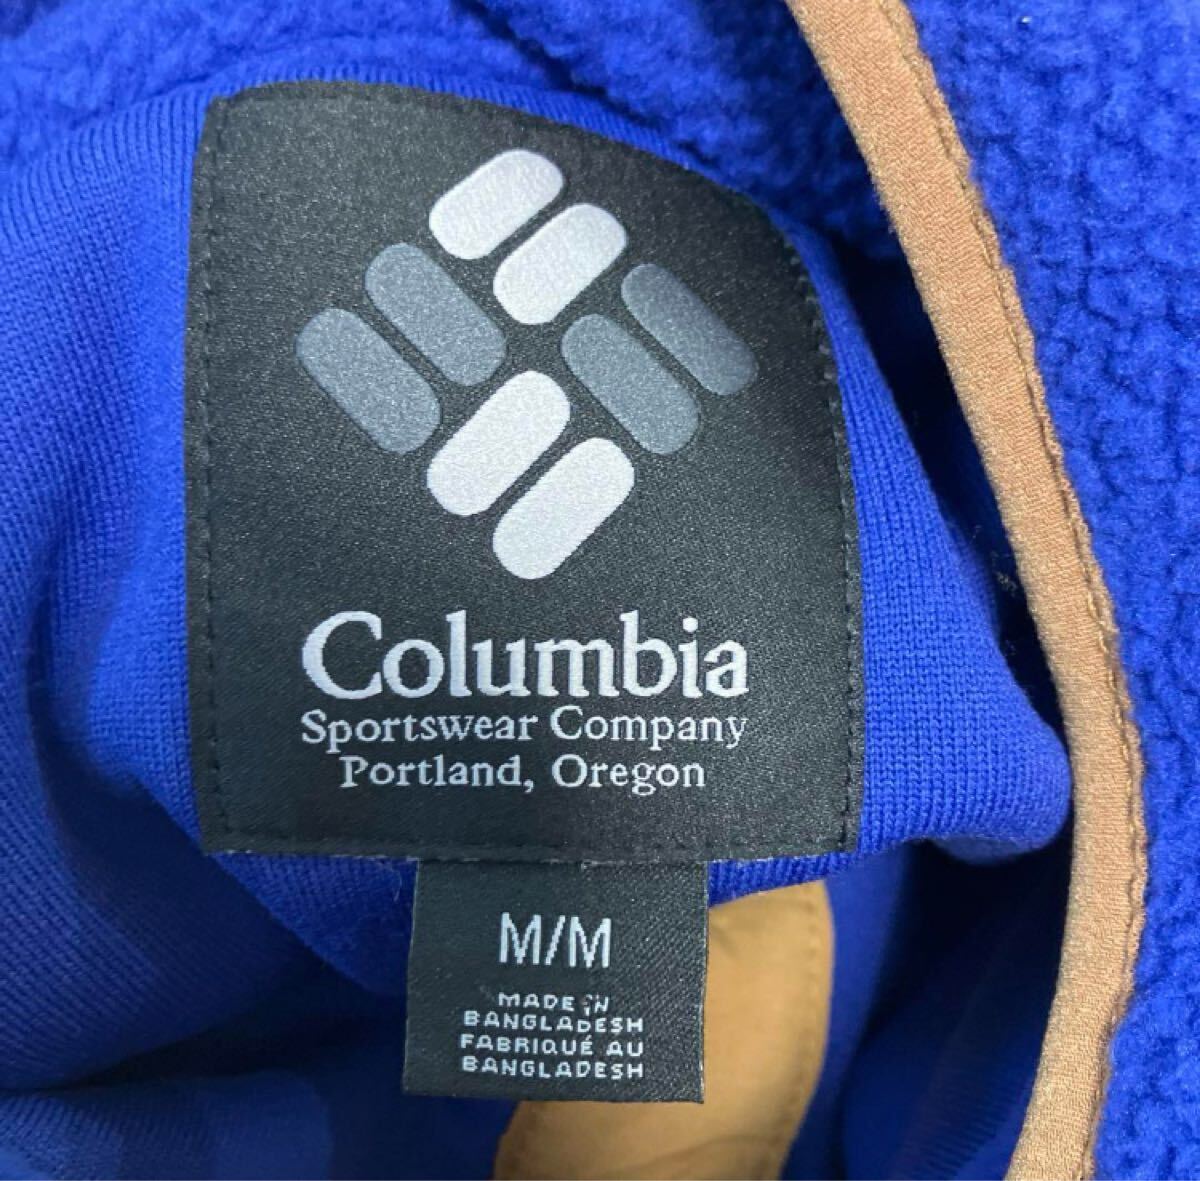 Columbia
Sportswear Company
Portland, Oregon
M/M
MADE IN
BANGLADESH
FABRIQUÉ AU
BANGLADESH